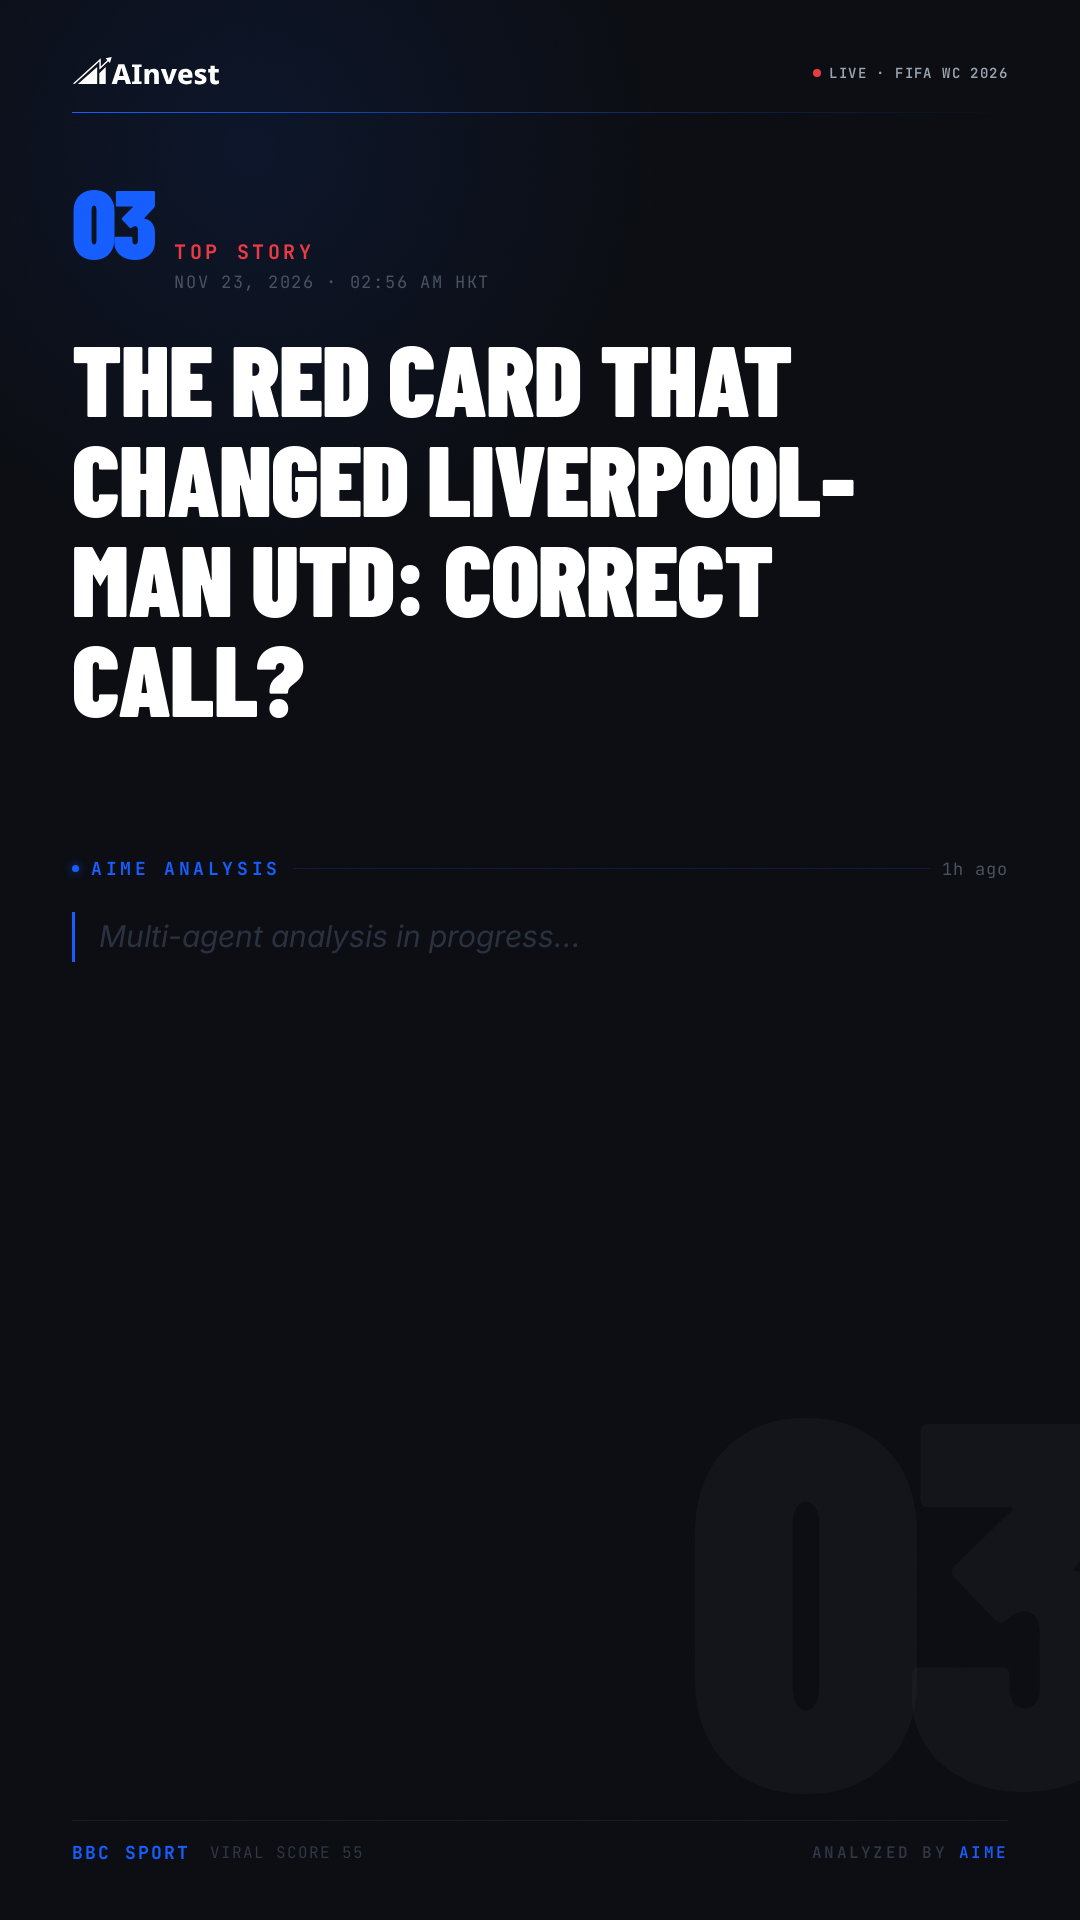 AInvest
LIVE · FIFA WC 2026
03
TOP STORY
NOV 23, 2026 · 02:56 AM HKT
THE RED CARD THAT
CHANGED LIVERPOOL-
MAN UTD: CORRECT
CALL?
AIME ANALYSIS
1h ago
Multi-agent analysis in progress...
03
BBC SPORT VIRAL SCORE 55
ANALYZED BY AIME